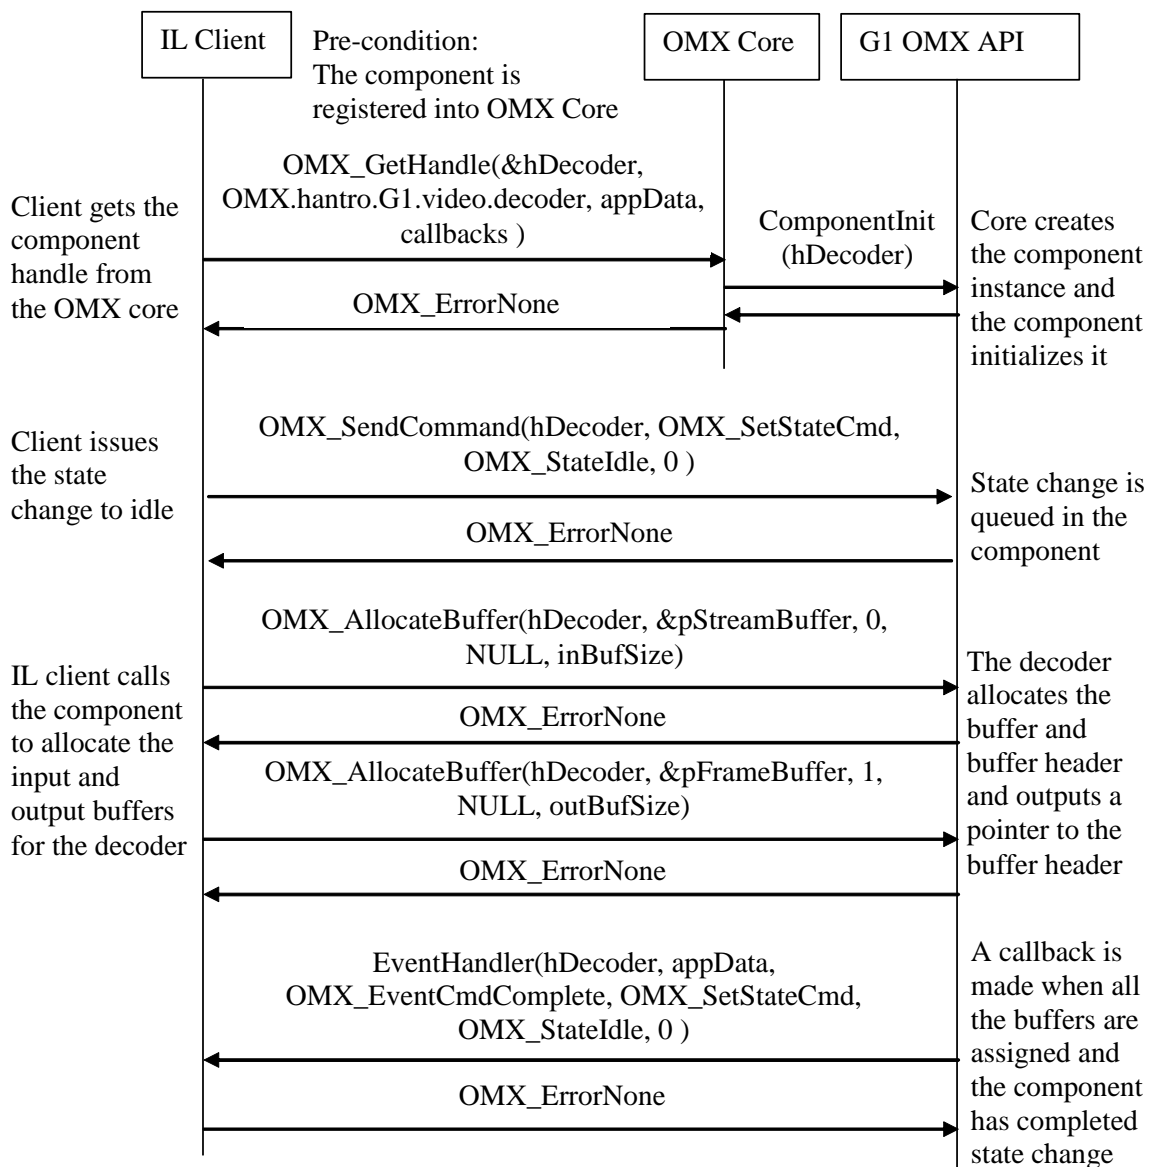 IL Client
Pre-condition:
The component is
registered into OMX Core
OMX Core
G1 OMX API
OMX_GetHandle(&hDecoder,
OMX.hantro.G1.video.decoder, appData,
callbacks )
Client gets the
component
handle from
the OMX core
ComponentInit
(hDecoder)
Core creates
the component
instance and
the component
initializes it
OMX_ErrorNone
OMX_SendCommand(hDecoder, OMX_SetStateCmd,
OMX_StateIdle, 0 )
Client issues
the state
change to idle
State change is
queued in the
component
OMX_ErrorNone
OMX_AllocateBuffer(hDecoder, &pStreamBuffer, 0,
NULL, inBufSize)
IL client calls
the component
to allocate the
input and
output buffers
for the decoder
The decoder
allocates the
buffer and
buffer header
and outputs a
pointer to the
buffer header
OMX_ErrorNone
OMX_AllocateBuffer(hDecoder, &pFrameBuffer, 1,
NULL, outBufSize)
OMX_ErrorNone
EventHandler(hDecoder, appData,
OMX_EventCmdComplete, OMX_SetStateCmd,
OMX_StateIdle, 0 )
A callback is
made when all
the buffers are
assigned and
the component
has completed
state change
OMX_ErrorNone